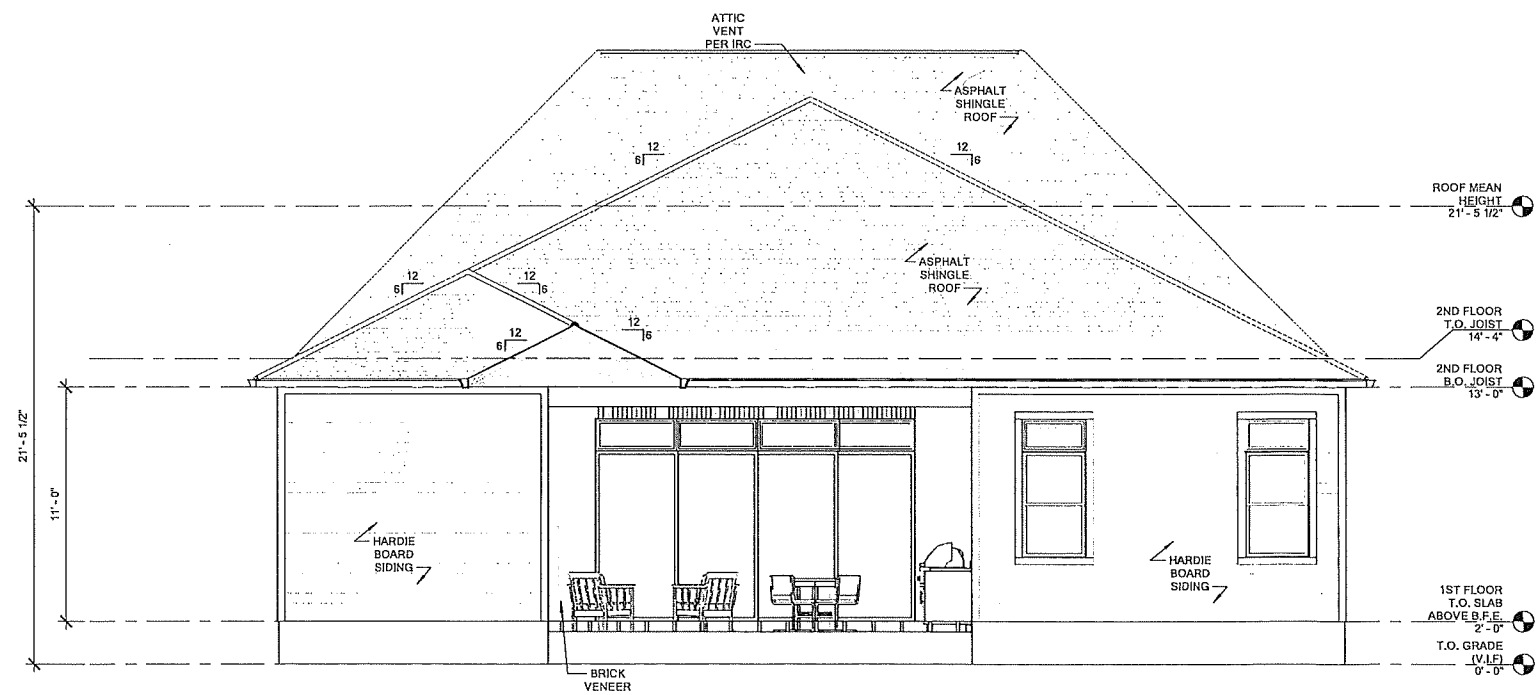 ATTIC
VENT
PER IRC
ASPHALT
SHINGLE
ROOF
12
6
12
6
ROOF MEAN
HEIGHT
21' - 5 1/2"
ASPHALT
SHINGLE
ROOF
12
6
12
6
12
6
12
6
2ND FLOOR
T.O. JOIST
14' - 4"
2ND FLOOR
B.O. JOIST
13' - 0"
21' - 5 1/2"
11' - 0"
HARDIE
BOARD
SIDING
HARDIE
BOARD
SIDING
1ST FLOOR
T.O. SLAB
ABOVE B.F.E.
2' - 0"
T.O. GRADE
(V.I.F)
0' - 0"
BRICK
VENEER